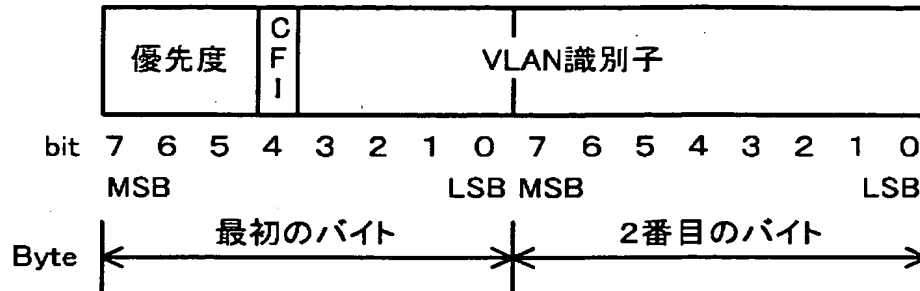 優先度 CFI VLAN識別子
bit 7 6 5 4 3 2 1 0 7 6 5 4 3 2 1 0
MSB LSB MSB LSB
Byte 最初のバイト 2番目のバイト